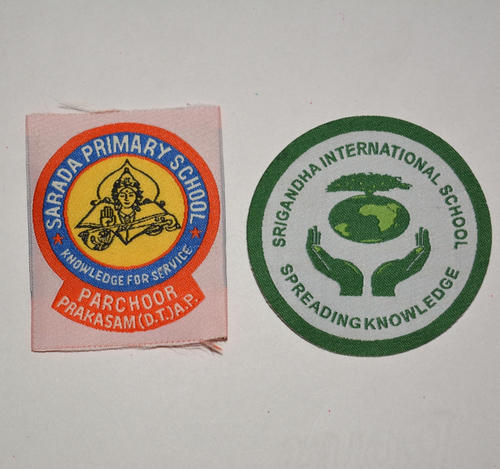 SARADA PRIMARY SCHOOL
KNOWLEDGE FOR SERVICE
PARCHOOR
PRAKASAM (D.T.) A.P.
SRIGANDHA INTERNATIONAL SCHOOL
SPREADING KNOWLEDGE